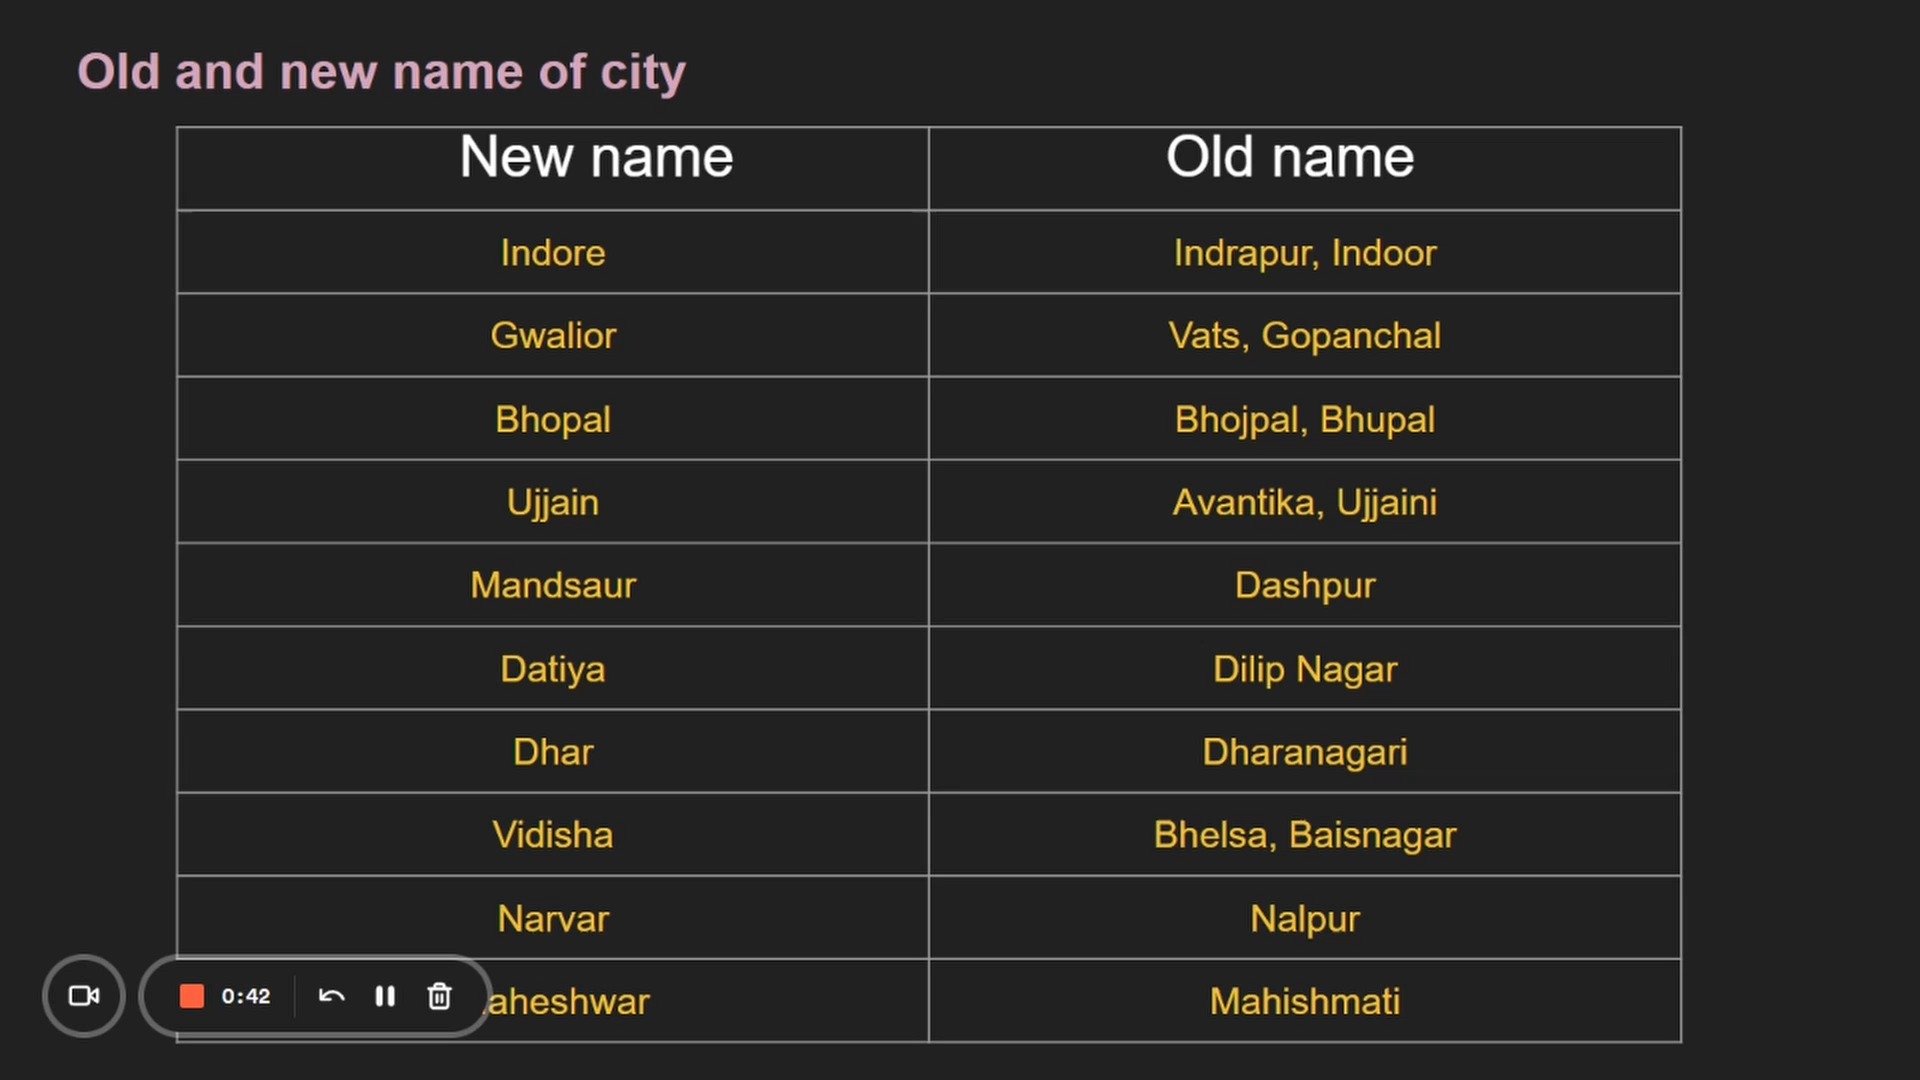 Old and new name of city
New name Old name
Indore Indrapur, Indoor
Gwalior Vats, Gopanchal
Bhopal Bhojpal, Bhupal
Ujjain Avantika, Ujjaini
Mandsaur Dashpur
Datiya Dilip Nagar
Dhar Dharanagari
Vidisha Bhelsa, Baisnagar
Narvar Nalpur
0:42 aheshwar Mahishmati